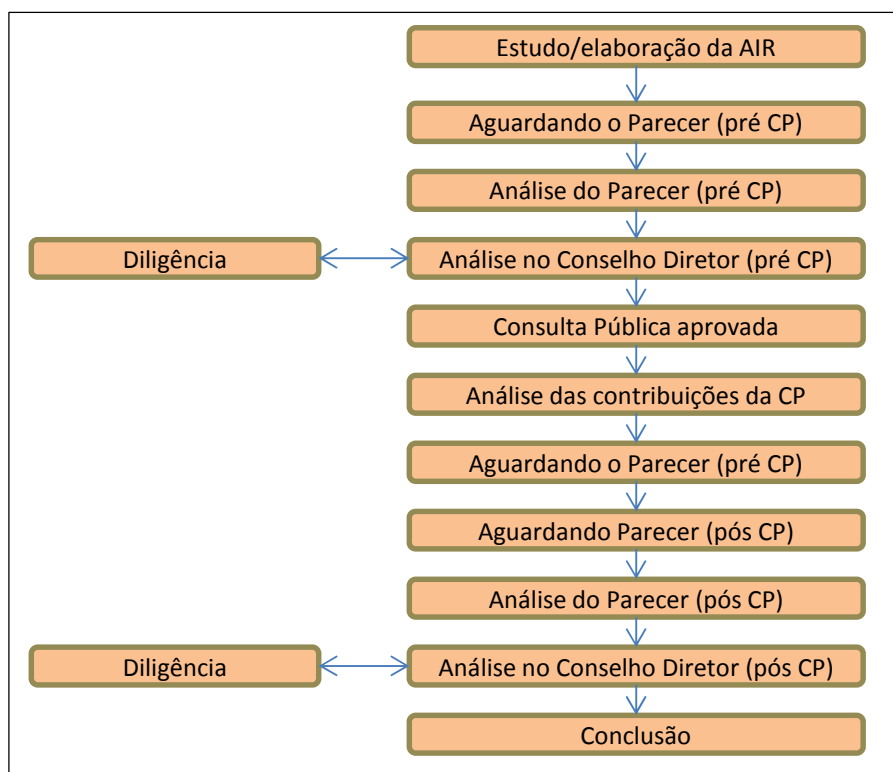 Estudo/elaboração da AIR
Aguardando o Parecer (pré CP)
Análise do Parecer (pré CP)
Diligência
Análise no Conselho Diretor (pré CP)
Consulta Pública aprovada
Análise das contribuições da CP
Aguardando o Parecer (pré CP)
Aguardando Parecer (pós CP)
Análise do Parecer (pós CP)
Diligência
Análise no Conselho Diretor (pós CP)
Conclusão